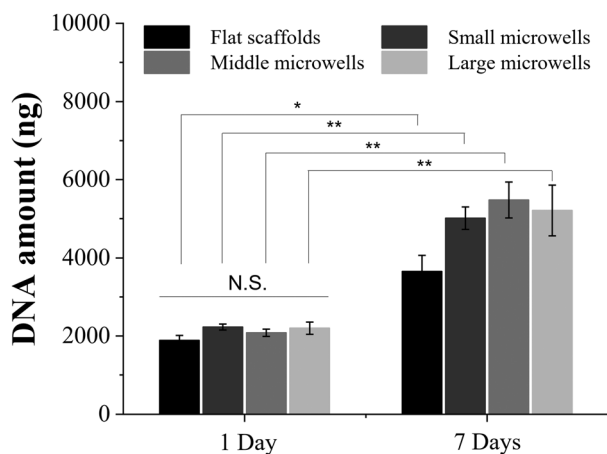 DNA amount (ng)
10000
8000
6000
4000
2000
0
Flat scaffolds
Small microwells
Middle microwells
Large microwells
*
**
**
**
N.S.
1 Day
7 Days